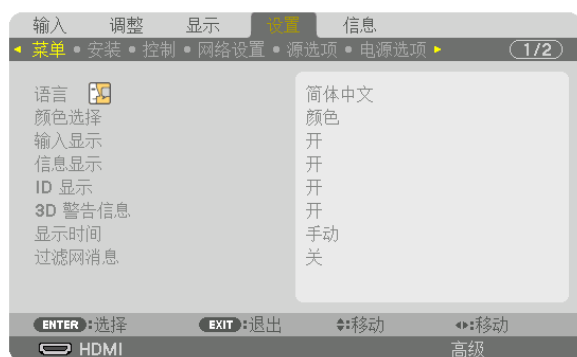 输入 调整 显示 设置 信息
◂ 菜单 • 安装 • 控制 • 网络设置 • 源选项 • 电源选项 ▸ 1/2
语言 简体中文
颜色选择 颜色
输入显示 开
信息显示 开
ID 显示 开
3D 警告信息 开
显示时间 手动
过滤网消息 关
ENTER:选择 EXIT:退出 :移动 :移动
HDMI 高级